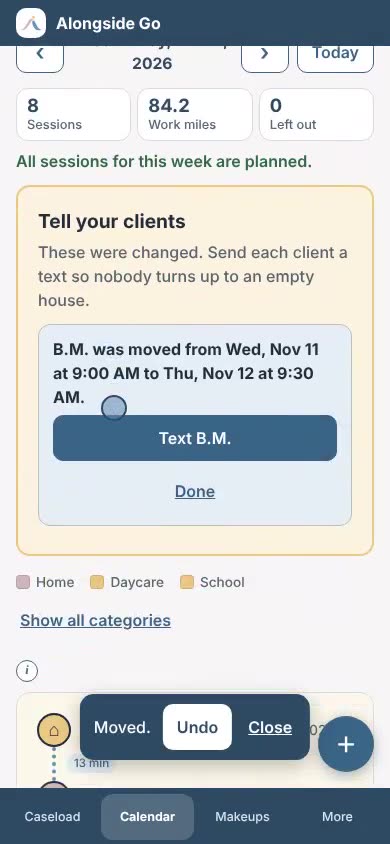 Alongside Go
‹
2026
›
Today
8
Sessions
84.2
Work miles
0
Left out
All sessions for this week are planned.
Tell your clients
These were changed. Send each client a
text so nobody turns up to an empty
house.
B.M. was moved from Wed, Nov 11
at 9:00 AM to Thu, Nov 12 at 9:30
AM.
Text B.M.
Done
Home
Daycare
School
Show all categories
i
Moved.
Undo
Close
+
13 min
Caseload
Calendar
Makeups
More